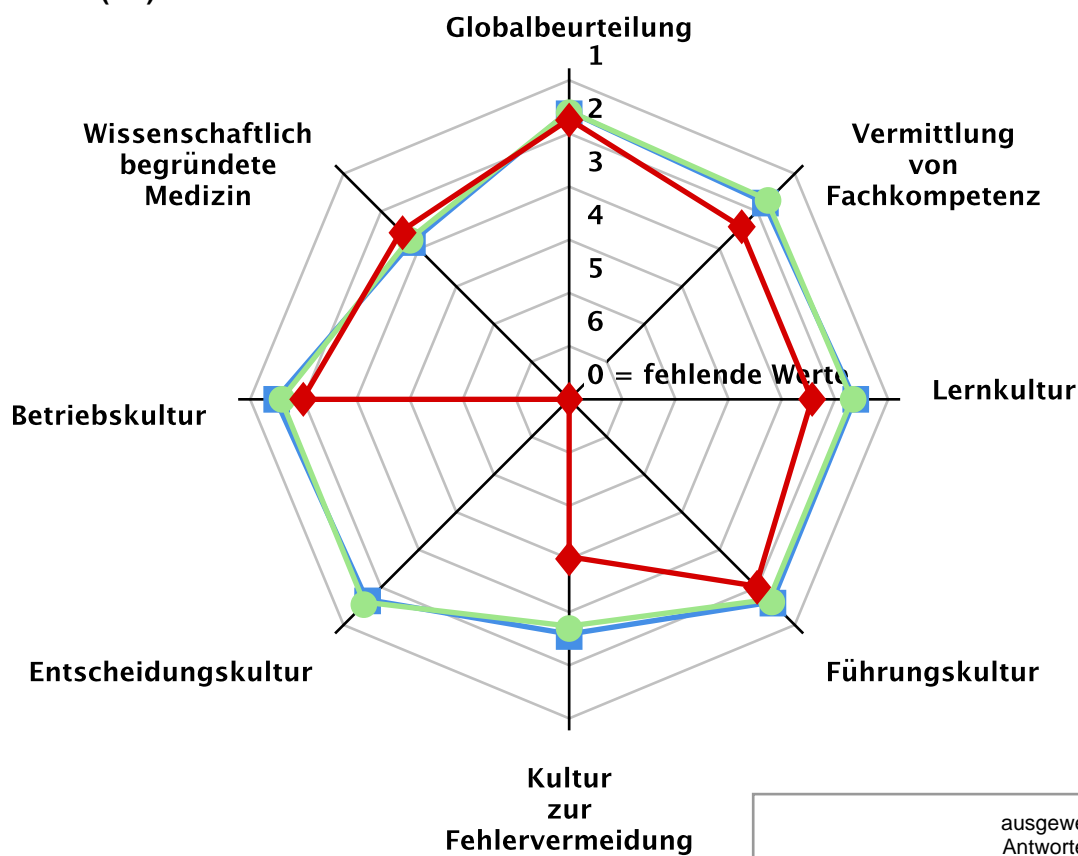 Globalbeurteilung
1
2
3
4
5
6
0 = fehlende Werte
Vermittlung
von
Fachkompetenz
Lernkultur
Führungskultur
Kultur
zur
Fehlervermeidung
Entscheidungskultur
Betriebskultur
Wissenschaftlich
begründete
Medizin